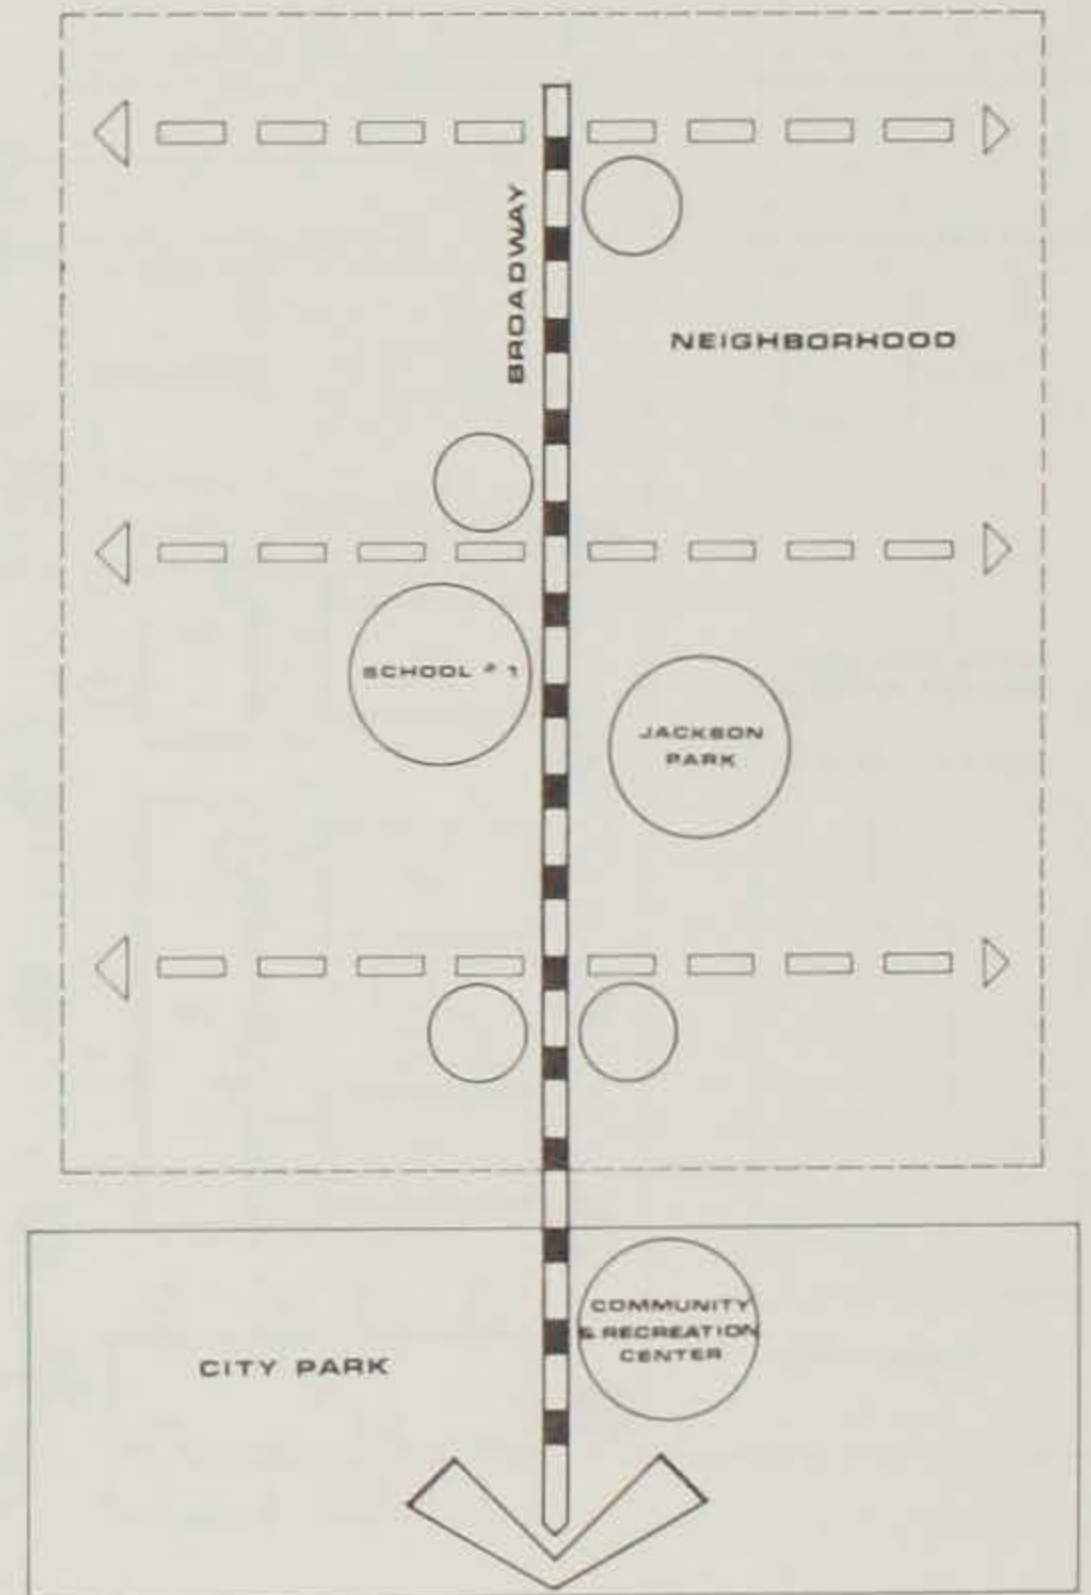 BROADWAY
NEIGHBORHOOD
SCHOOL # 1
JACKSON
PARK
COMMUNITY
& RECREATION
CENTER
CITY PARK